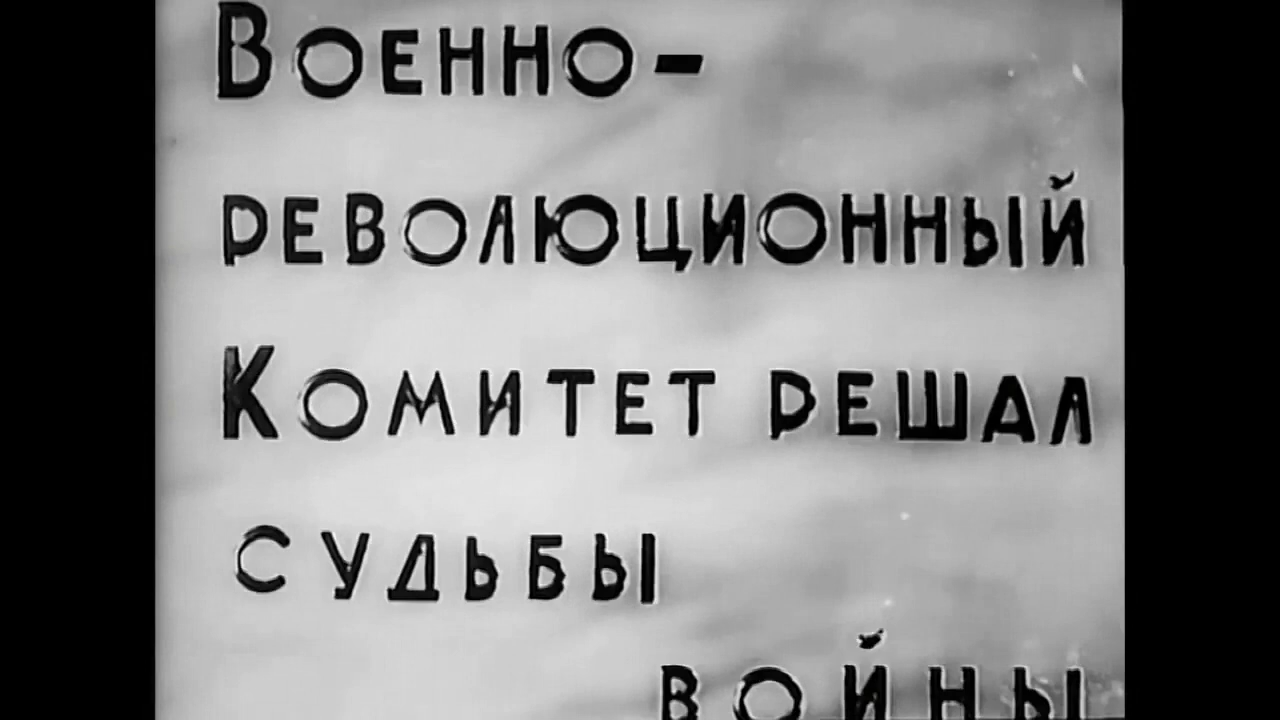 Военно-
революционный
Комитет решал
судьбы
войны